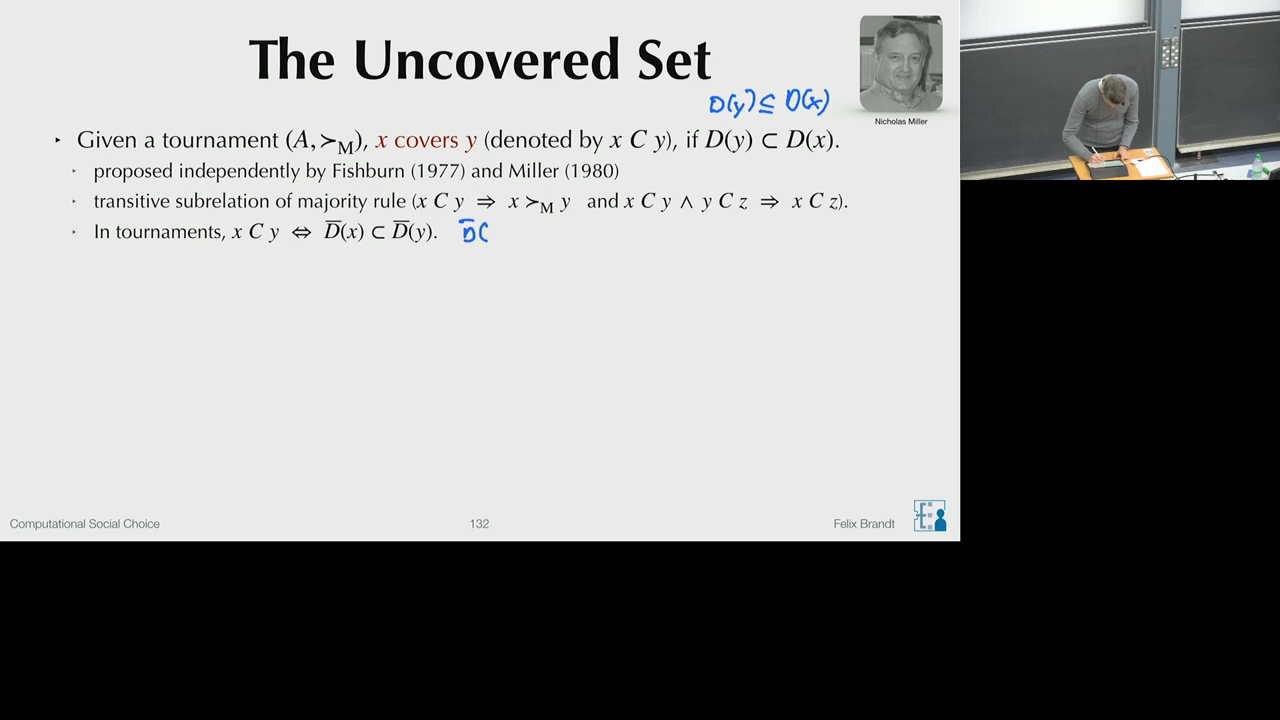 The Uncovered Set
D(y) ⊆ D(x)
Nicholas Miller
‣ Given a tournament (A, ≻M), x covers y (denoted by x C y), if D(y) ⊂ D(x).
‣ proposed independently by Fishburn (1977) and Miller (1980)
‣ transitive subrelation of majority rule (x C y ⇒ x ≻M y and x C y ∧ y C z ⇒ x C z).
‣ In tournaments, x C y ⇔ D̅(x) ⊂ D̅(y). D̅(
Computational Social Choice
132
Felix Brandt